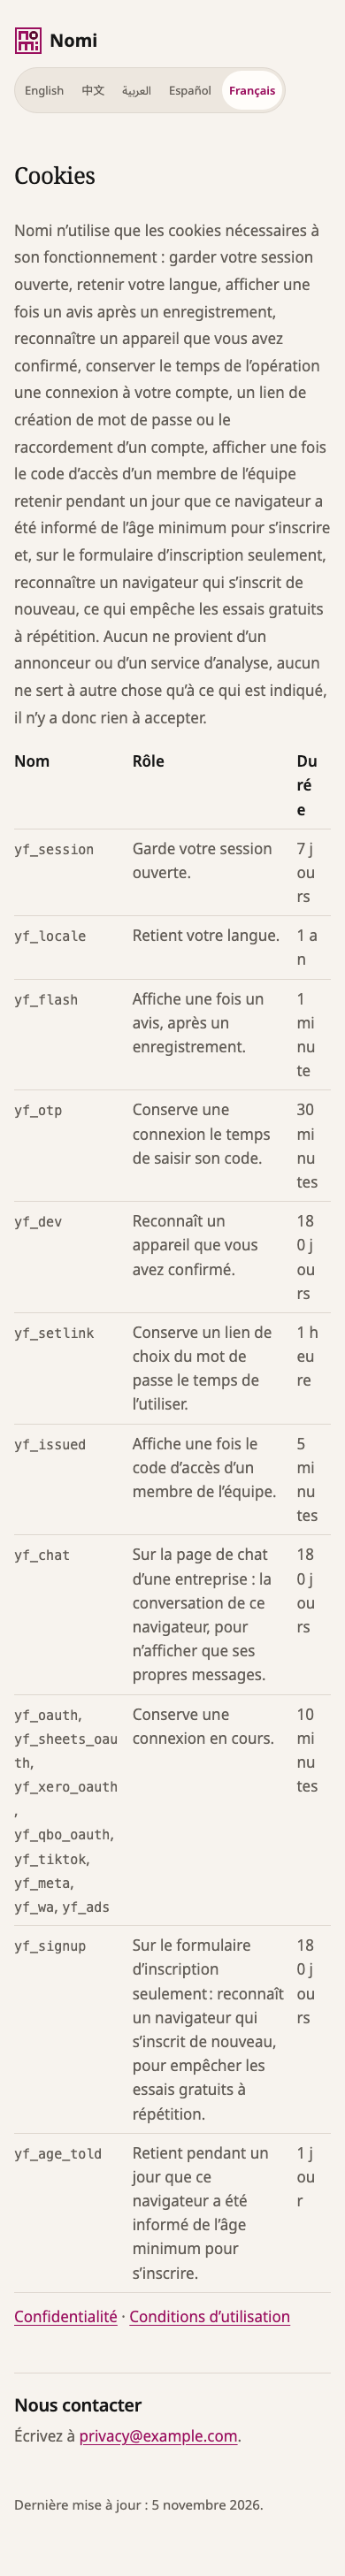 Nomi
English 中文 العربية Español Français
Cookies
Nomi n’utilise que les cookies nécessaires à
son fonctionnement : garder votre session
ouverte, retenir votre langue, afficher une
fois un avis après un enregistrement,
reconnaître un appareil que vous avez
confirmé, conserver le temps de l’opération
une connexion à votre compte, un lien de
création de mot de passe ou le
raccordement d’un compte, afficher une fois
le code d’accès d’un membre de l’équipe
retenir pendant un jour que ce navigateur a
été informé de l’âge minimum pour s’inscrire
et, sur le formulaire d’inscription seulement,
reconnaître un navigateur qui s’inscrit de
nouveau, ce qui empêche les essais gratuits
à répétition. Aucun ne provient d’un
annonceur ou d’un service d’analyse, aucun
ne sert à autre chose qu’à ce qui est indiqué,
il n’y a donc rien à accepter.
Nom Rôle Du
ré
e
yf_session Garde votre session 7 j
ouverte. ou
rs
yf_locale Retient votre langue. 1 a
n
yf_flash Affiche une fois un 1
avis, après un mi
enregistrement. nu
te
yf_otp Conserve une 30
connexion le temps mi
de saisir son code. nu
tes
yf_dev Reconnaît un 18
appareil que vous 0 j
avez confirmé. ou
rs
yf_setlink Conserve un lien de 1 h
choix du mot de eu
passe le temps de re
l’utiliser.
yf_issued Affiche une fois le 5
code d’accès d’un mi
membre de l’équipe. nu
tes
yf_chat Sur la page de chat 18
d’une entreprise : la 0 j
conversation de ce ou
navigateur, pour rs
n’afficher que ses
propres messages.
yf_oauth, Conserve une 10
yf_sheets_oau connexion en cours. mi
th, nu
yf_xero_oauth tes
,
yf_qbo_oauth,
yf_tiktok,
yf_meta,
yf_wa, yf_ads
yf_signup Sur le formulaire 18
d’inscription 0 j
seulement : reconnaît ou
un navigateur qui rs
s’inscrit de nouveau,
pour empêcher les
essais gratuits à
répétition.
yf_age_told Retient pendant un 1 j
jour que ce ou
navigateur a été r
informé de l’âge
minimum pour
s’inscrire.
Confidentialité · Conditions d’utilisation
Nous contacter
Écrivez à privacy@example.com.
Dernière mise à jour : 5 novembre 2026.